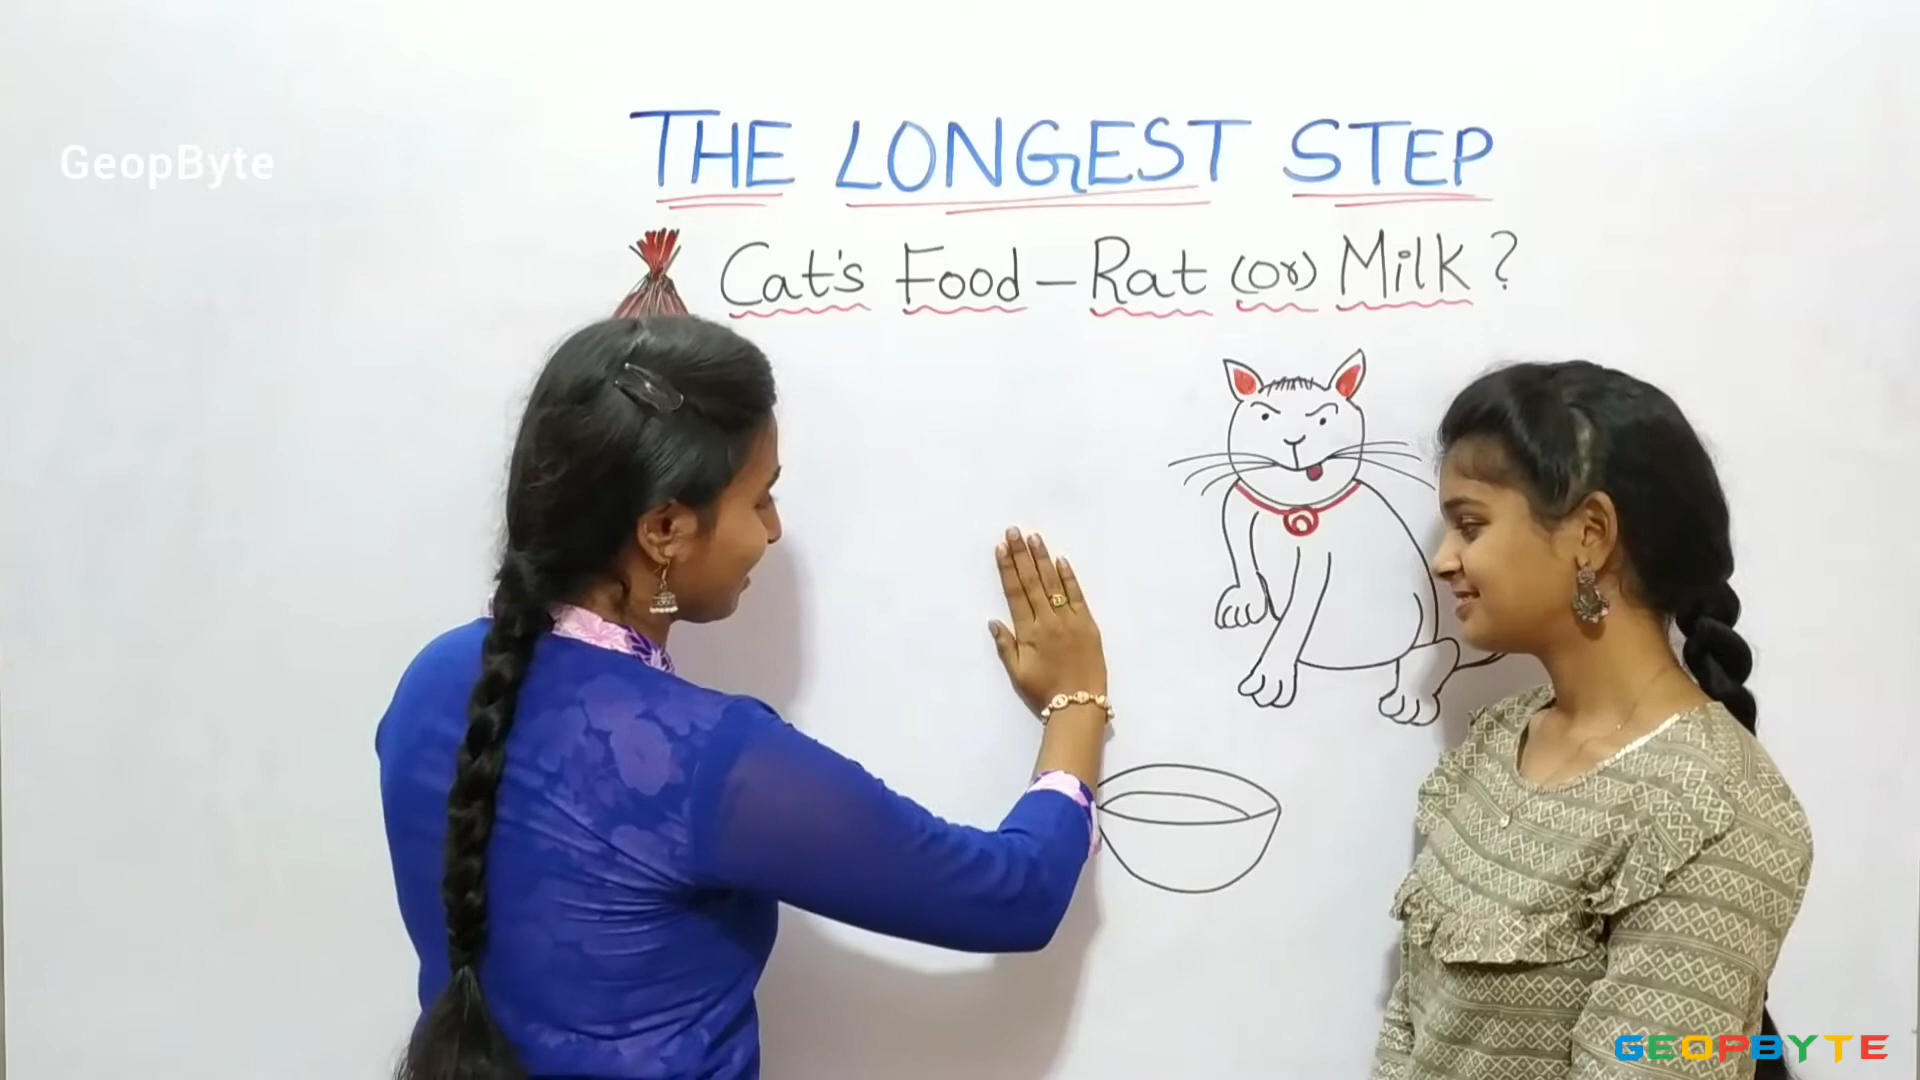 GeopByte
THE LONGEST STEP
Cat's Food - Rat (or) Milk?
GEOPBYTE